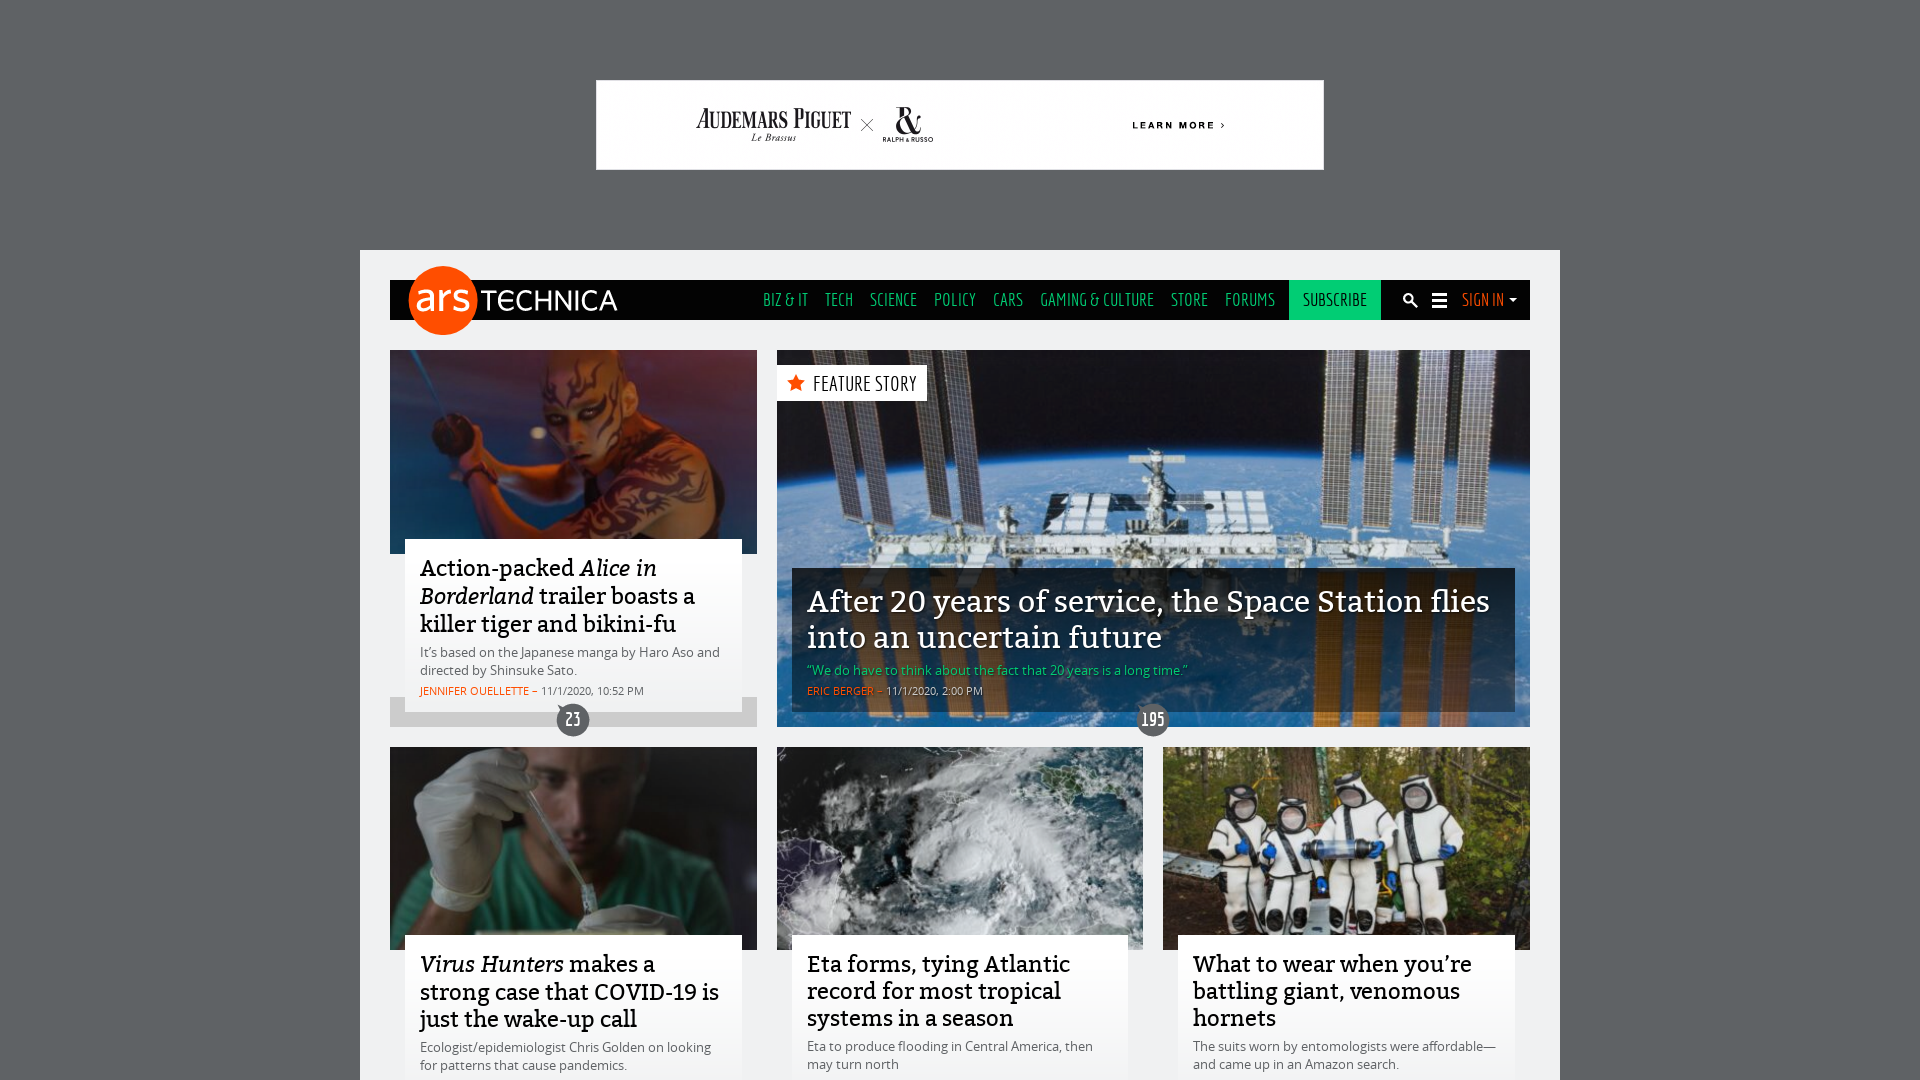 AUDEMARS PIGUET
Le Brassus
&
RALPH & RUSSO
LEARN MORE ›
ars TECHNICA
BIZ & IT TECH SCIENCE POLICY CARS GAMING & CULTURE STORE FORUMS SUBSCRIBE SIGN IN
FEATURE STORY
Action-packed Alice in
Borderland trailer boasts a
killer tiger and bikini-fu
It’s based on the Japanese manga by Haro Aso and
directed by Shinsuke Sato.
JENNIFER OUELLETTE – 11/1/2020, 10:52 PM
23
After 20 years of service, the Space Station flies
into an uncertain future
“We do have to think about the fact that 20 years is a long time.”
ERIC BERGER – 11/1/2020, 2:00 PM
195
Virus Hunters makes a
strong case that COVID-19 is
just the wake-up call
Ecologist/epidemiologist Chris Golden on looking
for patterns that cause pandemics.
Eta forms, tying Atlantic
record for most tropical
systems in a season
Eta to produce flooding in Central America, then
may turn north
What to wear when you’re
battling giant, venomous
hornets
The suits worn by entomologists were affordable—
and came up in an Amazon search.